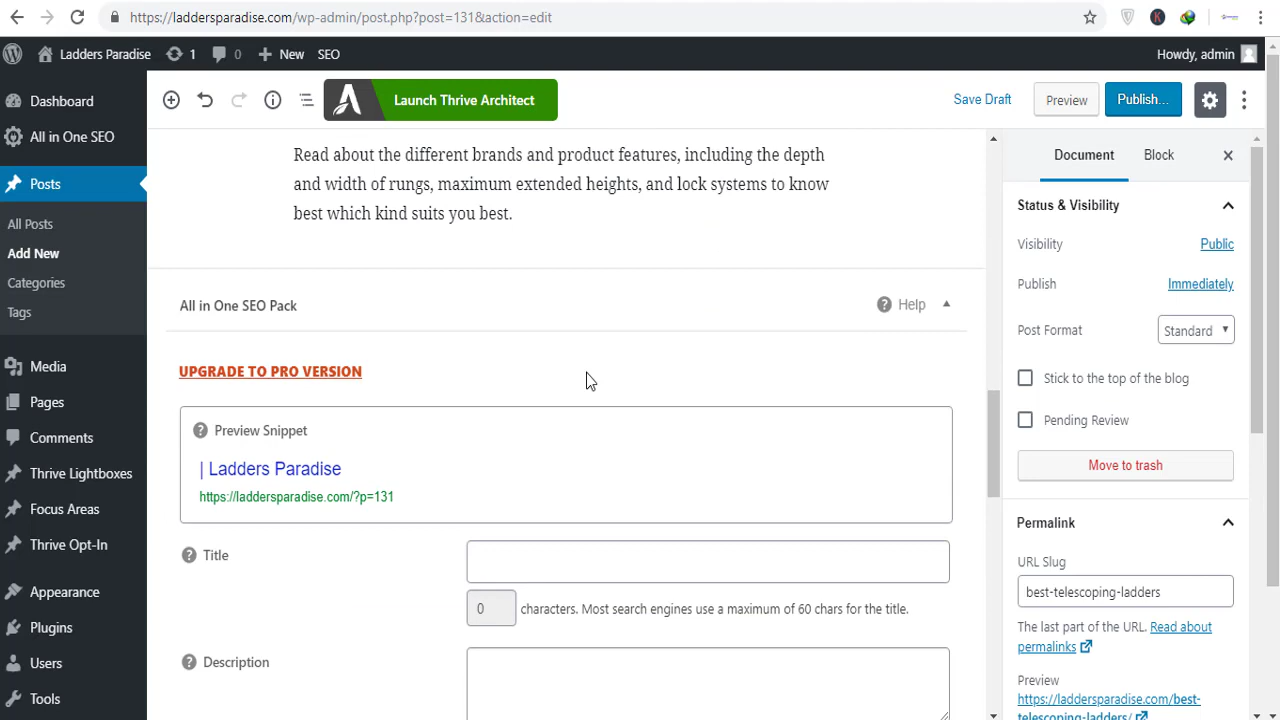 https://laddersparadise.com/wp-admin/post.php?post=131&action=edit
Ladders Paradise
1
0
New
SEO
Howdy, admin
Dashboard
All in One SEO
Posts
All Posts
Add New
Categories
Tags
Media
Pages
Comments
Thrive Lightboxes
Focus Areas
Thrive Opt-In
Appearance
Plugins
Users
Tools
Launch Thrive Architect
Save Draft
Preview
Publish...
Read about the different brands and product features, including the depth
and width of rungs, maximum extended heights, and lock systems to know
best which kind suits you best.
All in One SEO Pack
Help
UPGRADE TO PRO VERSION
Preview Snippet
| Ladders Paradise
https://laddersparadise.com/?p=131
Title
0 characters. Most search engines use a maximum of 60 chars for the title.
Description
Document
Block
Status & Visibility
Visibility Public
Publish Immediately
Post Format Standard
Stick to the top of the blog
Pending Review
Move to trash
Permalink
URL Slug
best-telescoping-ladders
The last part of the URL. Read about
permalinks
Preview
https://laddersparadise.com/best-
telescoping-ladders/